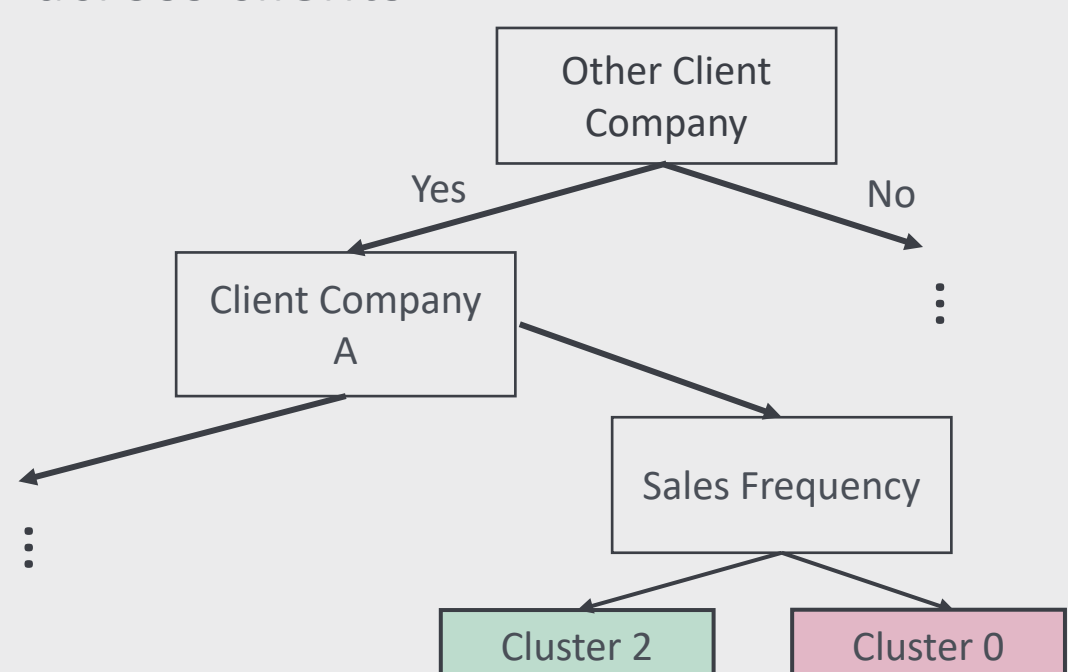 Other Client
Company
Yes
No
Client Company
A
Sales Frequency
Cluster 2
Cluster 0